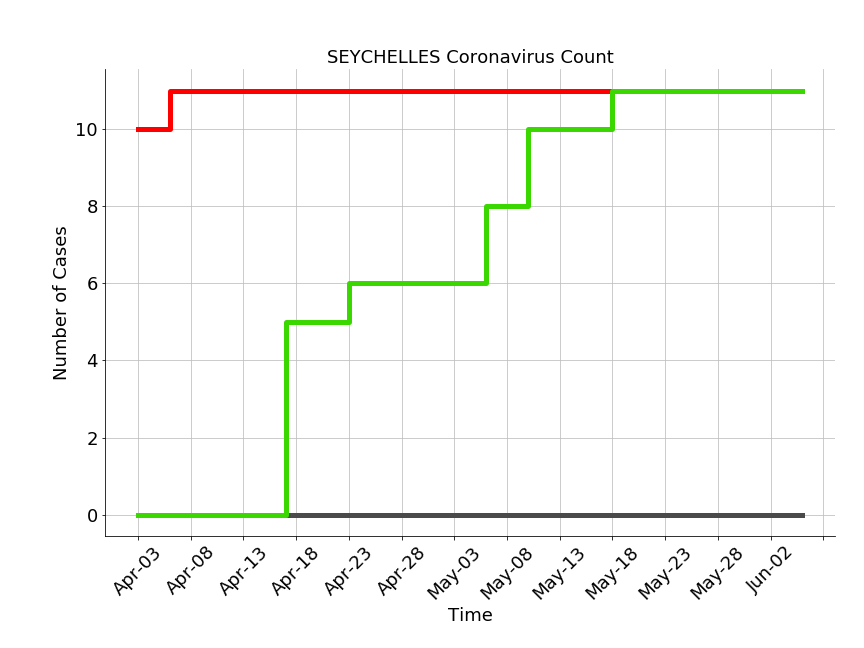 SEYCHELLES Coronavirus Count
Number of Cases
10
8
6
4
2
0
Apr-03
Apr-08
Apr-13
Apr-18
Apr-23
Apr-28
May-03
May-08
May-13
May-18
May-23
May-28
Jun-02
Time